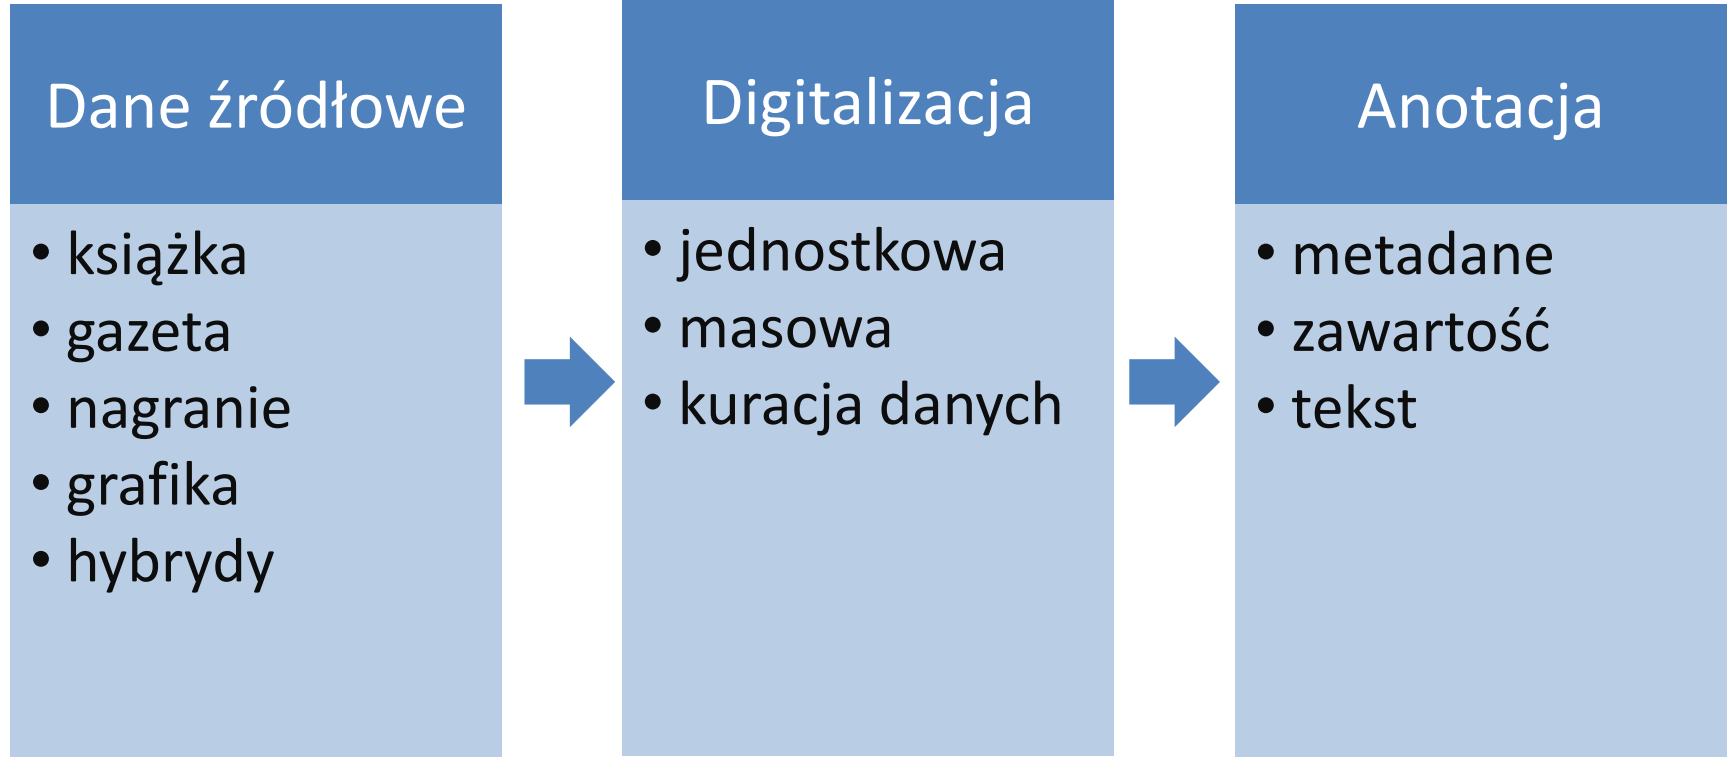 Dane źródłowe
• książka
• gazeta
• nagranie
• grafika
• hybrydy
Digitalizacja
• jednostkowa
• masowa
• kuracja danych
Anotacja
• metadane
• zawartość
• tekst